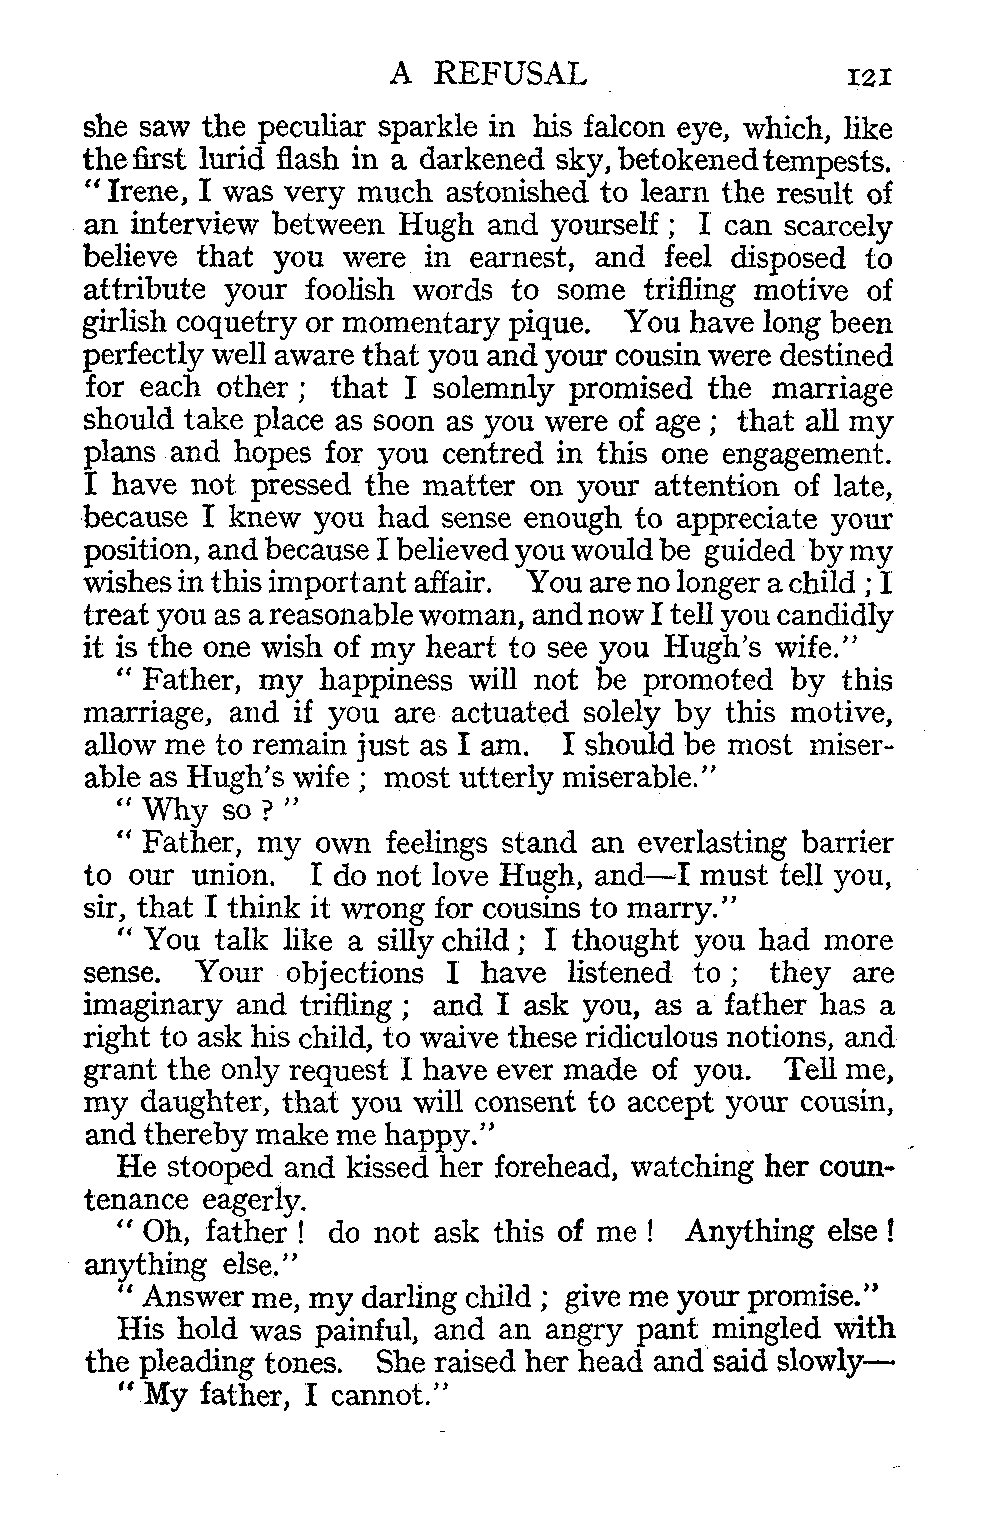 A REFUSAL 121
she saw the peculiar sparkle in his falcon eye, which, like
the first lurid flash in a darkened sky, betokened tempests.
“Irene, I was very much astonished to learn the result of
an interview between Hugh and yourself ; I can scarcely
believe that you were in earnest, and feel disposed to
attribute your foolish words to some trifling motive of
girlish coquetry or momentary pique. You have long been
perfectly well aware that you and your cousin were destined
for each other ; that I solemnly promised the marriage
should take place as soon as you were of age ; that all my
plans and hopes for you centred in this one engagement.
I have not pressed the matter on your attention of late,
because I knew you had sense enough to appreciate your
position, and because I believed you would be guided by my
wishes in this important affair. You are no longer a child ; I
treat you as a reasonable woman, and now I tell you candidly
it is the one wish of my heart to see you Hugh’s wife.”
“ Father, my happiness will not be promoted by this
marriage, and if you are actuated solely by this motive,
allow me to remain just as I am. I should be most miser-
able as Hugh’s wife ; most utterly miserable.”
“ Why so ? ”
“ Father, my own feelings stand an everlasting barrier
to our union. I do not love Hugh, and—I must tell you,
sir, that I think it wrong for cousins to marry.”
“ You talk like a silly child ; I thought you had more
sense. Your objections I have listened to ; they are
imaginary and trifling ; and I ask you, as a father has a
right to ask his child, to waive these ridiculous notions, and
grant the only request I have ever made of you. Tell me,
my daughter, that you will consent to accept your cousin,
and thereby make me happy.”
He stooped and kissed her forehead, watching her coun-
tenance eagerly.
“ Oh, father ! do not ask this of me ! Anything else !
anything else.”
“ Answer me, my darling child ; give me your promise.”
His hold was painful, and an angry pant mingled with
the pleading tones. She raised her head and said slowly—
“ My father, I cannot.”